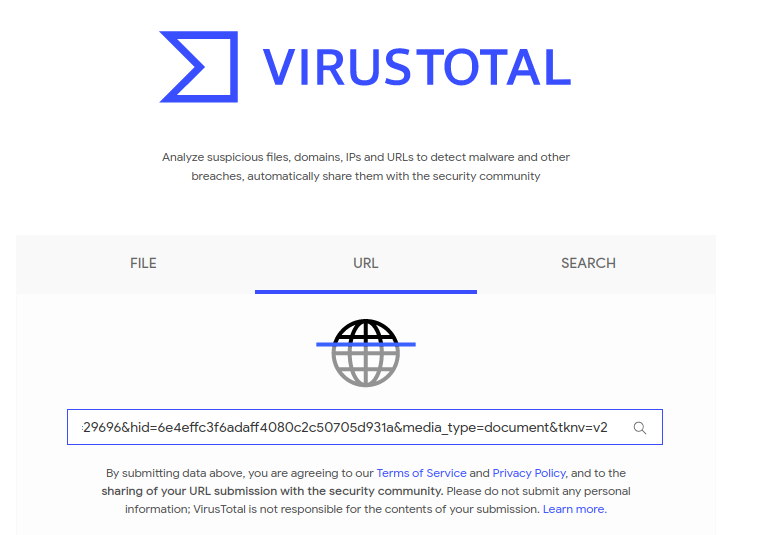 VIRUSTOTAL
Analyze suspicious files, domains, IPs and URLs to detect malware and other
breaches, automatically share them with the security community
FILE
URL
SEARCH
29696&hid=6e4effc3f6adaff4080c2c50705d931a&media_type=document&tknv=v2
By submitting data above, you are agreeing to our Terms of Service and Privacy Policy, and to the
sharing of your URL submission with the security community. Please do not submit any personal
information; VirusTotal is not responsible for the contents of your submission. Learn more.